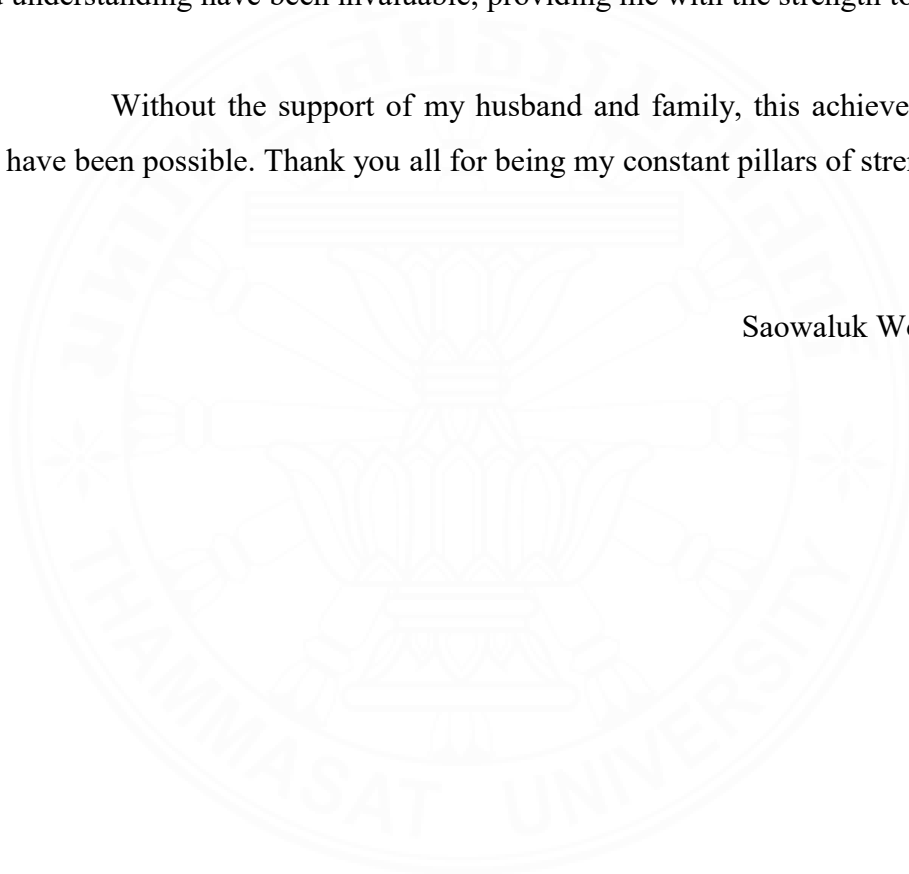 understanding have been invaluable, providing me with the strength to
Without the support of my husband and family, this
have been possible. Thank you all for being my constant pillars of
Saowaluk
THAMMASAT UNIVERSITY